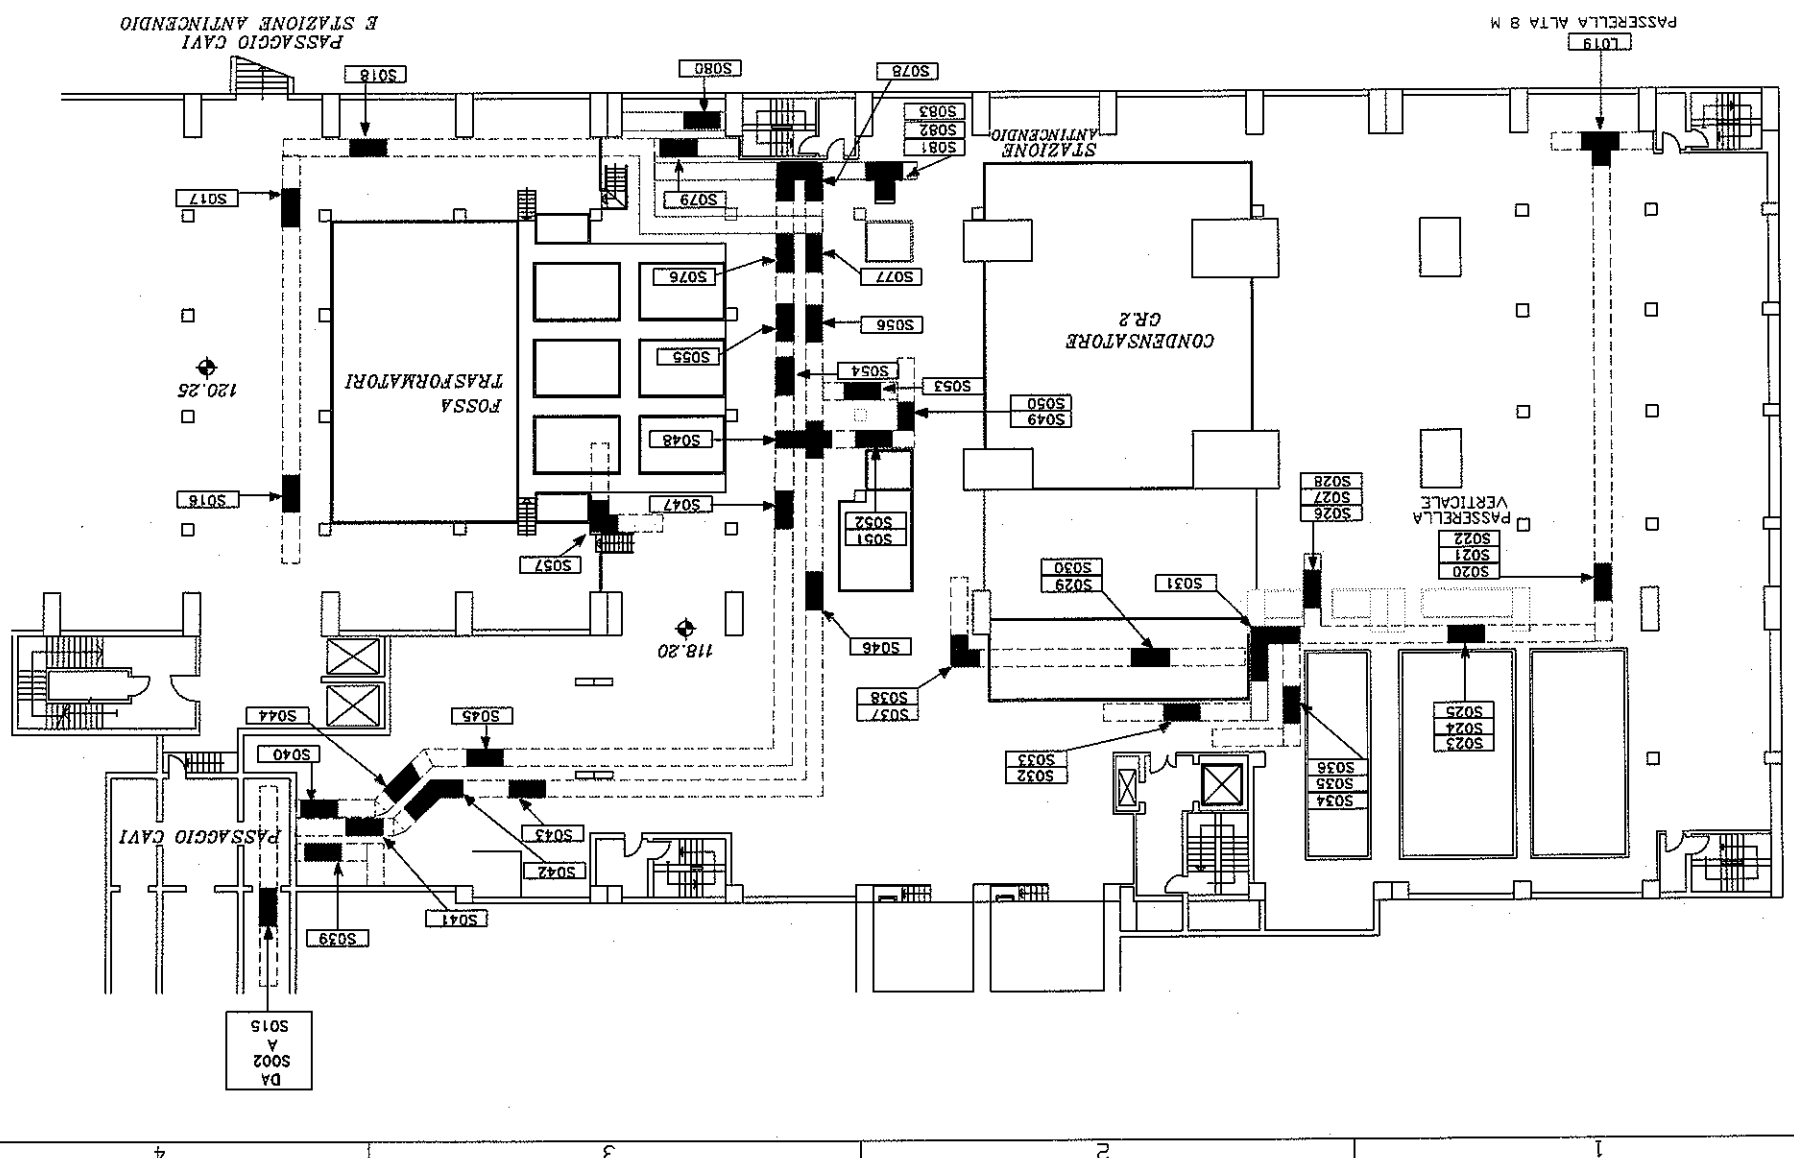 1
2
3
4
DA
S002
A
S015
S039
S041
S042
S043
PASSAGGIO CAVI
S034
S035
S036
S032
S033
S040
S023
S024
S025
S037
S038
S045
S044
S046
118.20
S031
S029
S030
S020
S021
S022
PASSERELLA
VERTICALE
S026
S027
S028
S057
S051
S052
S047
S016
S048
S049
S050
FOSSA
TRASFORMATORI
S053
S054
120.25
S055
CONDENSATORE
GR.2
S056
S076
S077
S079
S017
STAZIONE
ANTINCENDIO
S081
S082
S083
S078
S080
S018
L019
PASSERELLA ALTA 8 M
PASSAGGIO CAVI
E STAZIONE ANTINCENDIO